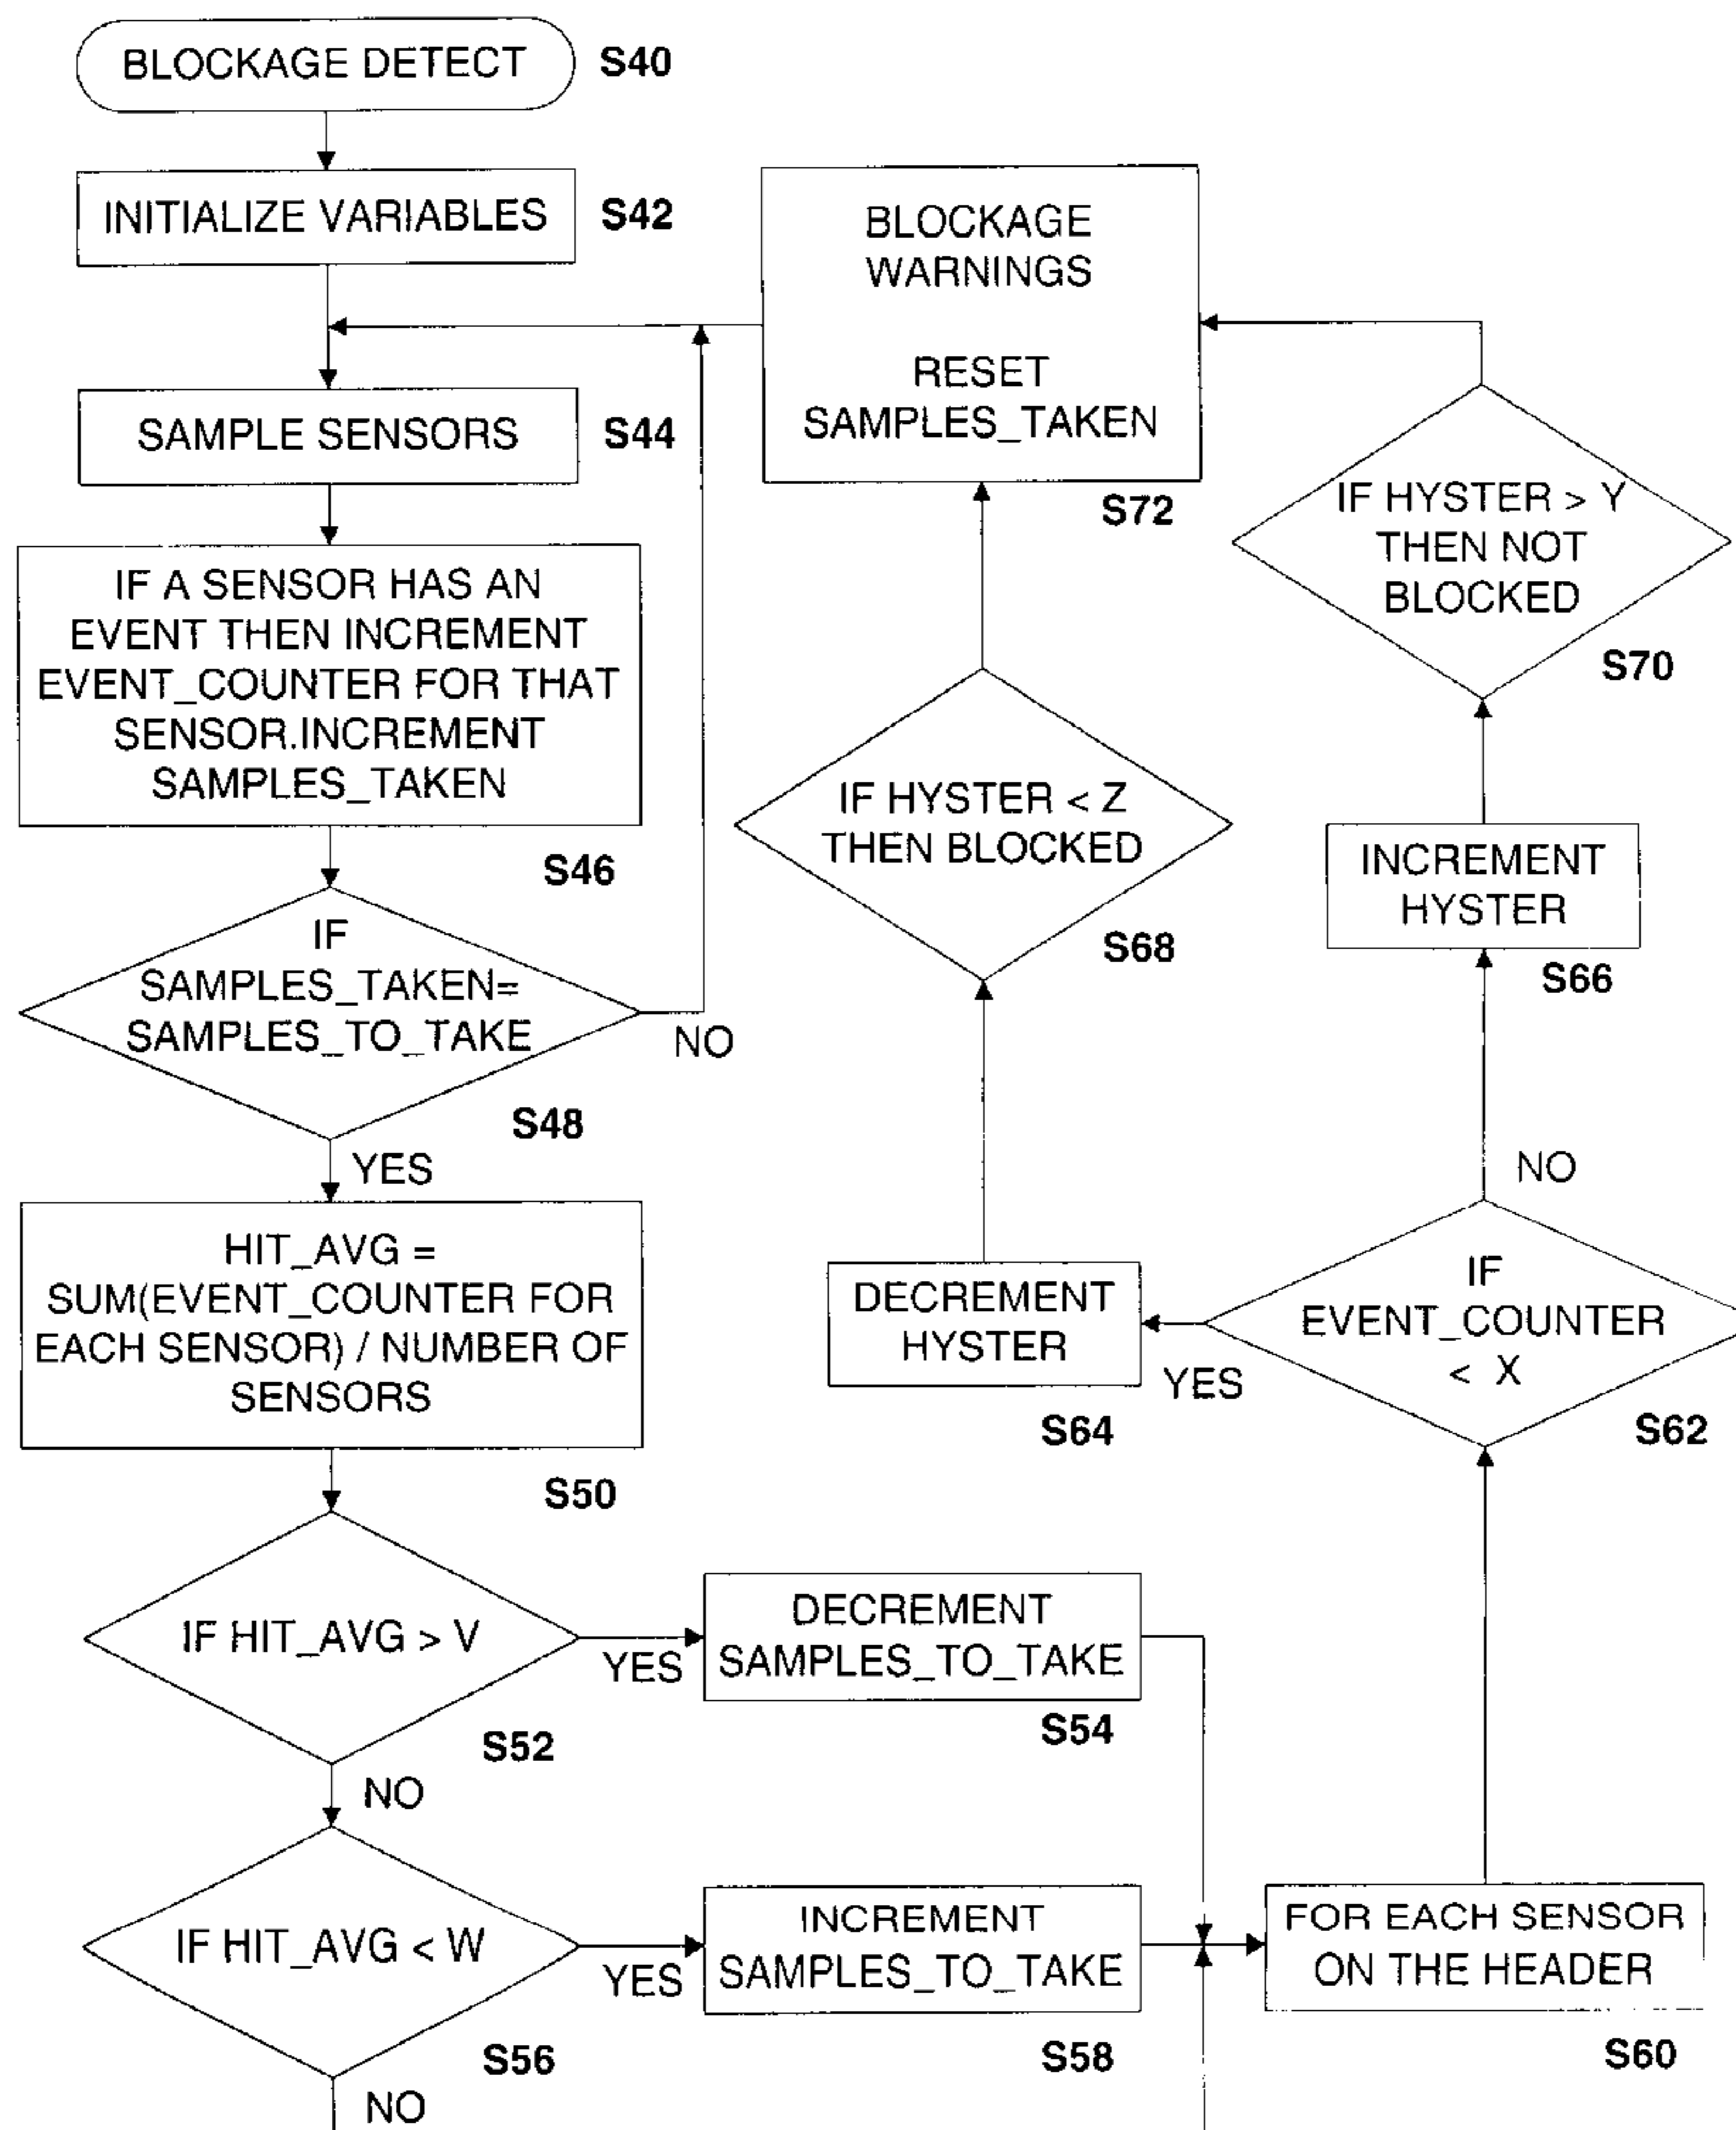 BLOCKAGE DETECT
S40
INITIALIZE VARIABLES
S42
SAMPLE SENSORS
S44
IF A SENSOR HAS AN
EVENT THEN INCREMENT
EVENT_COUNTER FOR THAT
SENSOR.INCREMENT
SAMPLES_TAKEN
S46
IF
SAMPLES_TAKEN=
SAMPLES_TO_TAKE
NO
S48
YES
HIT_AVG =
SUM(EVENT_COUNTER FOR
EACH SENSOR) / NUMBER OF
SENSORS
S50
IF HIT_AVG > V
YES
S52
NO
DECREMENT
SAMPLES_TO_TAKE
S54
IF HIT_AVG < W
YES
S56
NO
INCREMENT
SAMPLES_TO_TAKE
S58
FOR EACH SENSOR
ON THE HEADER
S60
IF
EVENT_COUNTER
< X
S62
YES
NO
DECREMENT
HYSTER
S64
INCREMENT
HYSTER
S66
IF HYSTER < Z
THEN BLOCKED
S68
IF HYSTER > Y
THEN NOT
BLOCKED
S70
BLOCKAGE
WARNINGS
RESET
SAMPLES_TAKEN
S72